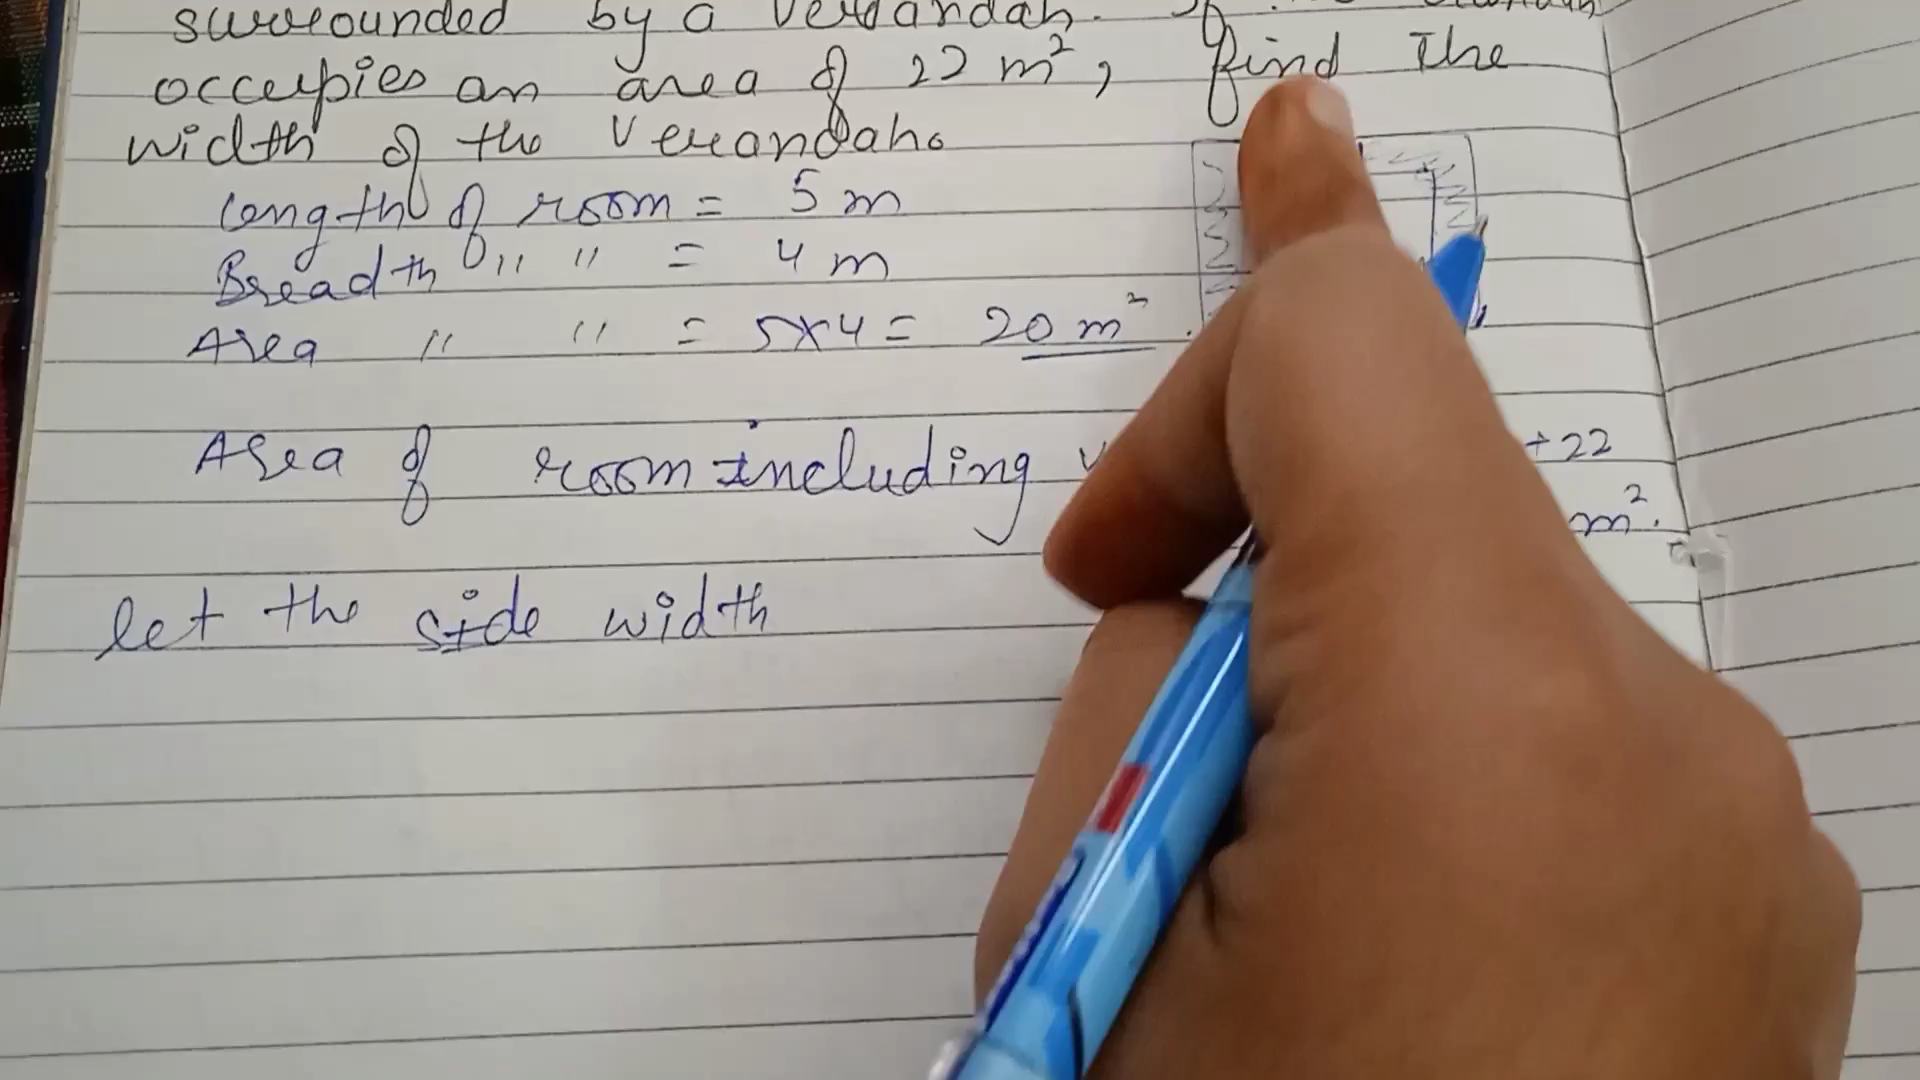 surrounded by a verandah.
occupies an area of 22 m², find the
width of the verandah.
length of room = 5 m
Breadth " " = 4 m
Area " " = 5x4 = 20 m².
Area of room including +22
m².
let the side width